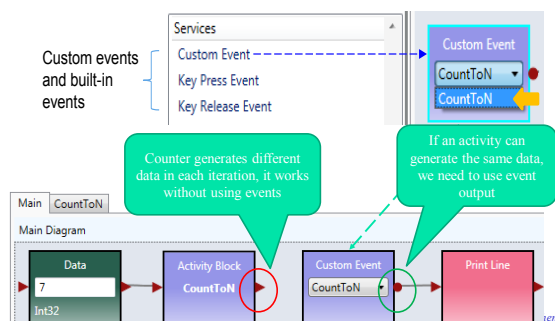 Services
Custom Event
Key Press Event
Key Release Event
Custom events
and built-in
events
Custom Event
CountToN
CountToN
Counter generates different
data in each iteration, it works
without using events
If an activity can
generate the same data,
we need to use event
output
Main
CountToN
Main Diagram
Data
7
Int32
Activity Block
CountToN
Custom Event
CountToN
Print Line